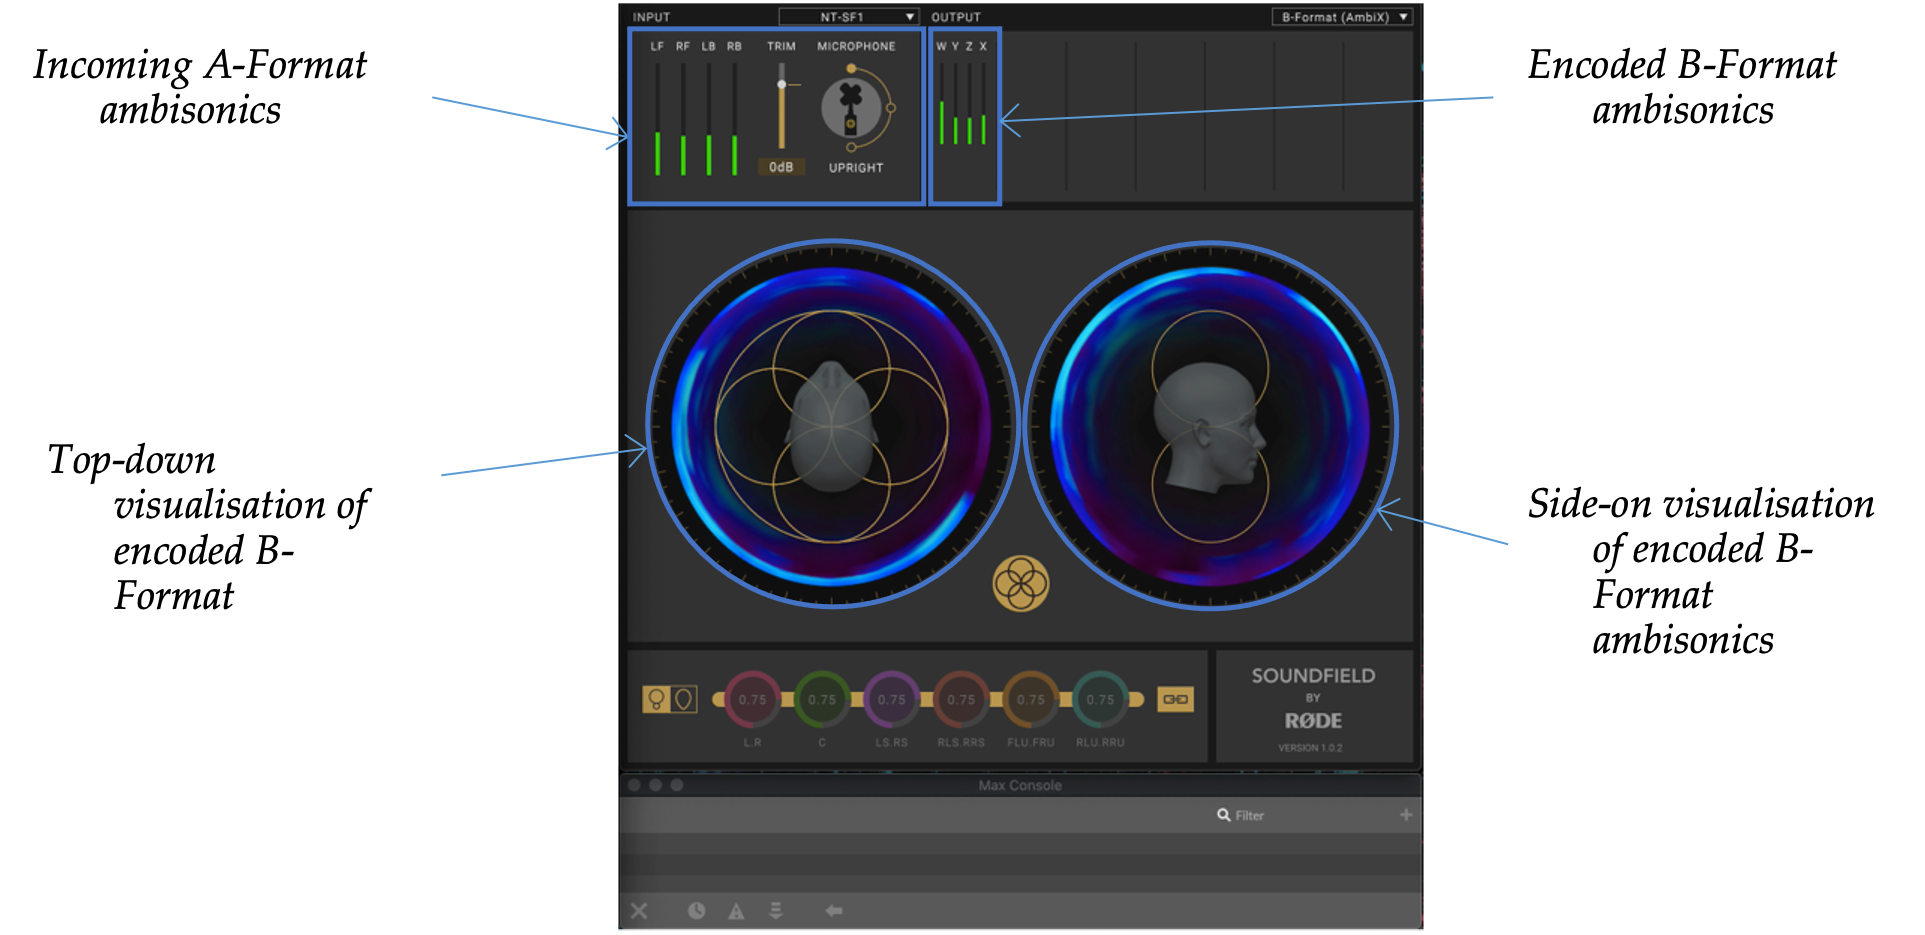 INPUT
NT-SF1
OUTPUT
B-Format (AmbiX)
Incoming A-Format
ambisonics
LF RF LB RB TRIM MICROPHONE
0dB
UPRIGHT
W Y Z X
Encoded B-Format
ambisonics
Top-down
visualisation of
encoded B-
Format
Side-on visualisation
of encoded B-
Format
ambisonics
0.75 0.75 0.75 0.75 0.75 0.75
L.R C LS.RS RLS.RRS FLU.FRU RLU.RRU
SOUNDFIELD
BY
RØDE
VERSION 1.0.2
Max Console
Filter